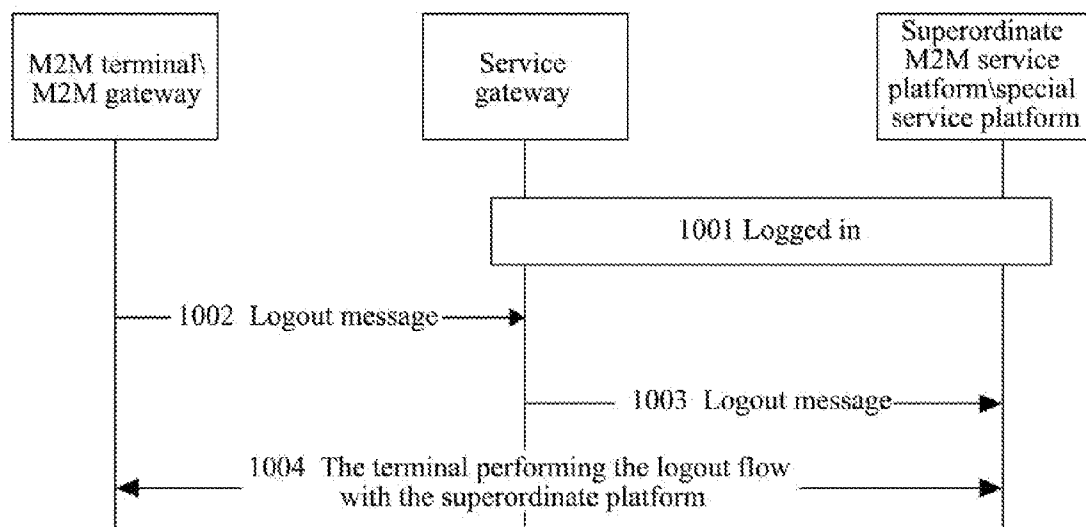 M2M terminal\
M2M gateway
Service
gateway
Superordinate
M2M service
platform\special
service platform
1001 Logged in
1002 Logout message
1003 Logout message
1004 The terminal performing the logout flow
with the superordinate platform